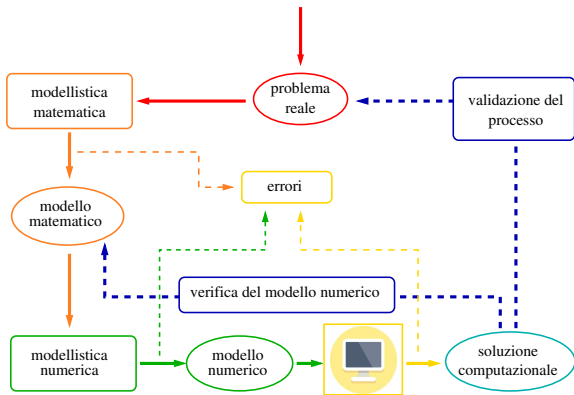 modellistica
matematica
problema
reale
validazione del
processo
errori
modello
matematico
verifica del modello numerico
modellistica
numerica
modello
numerico
soluzione
computazionale